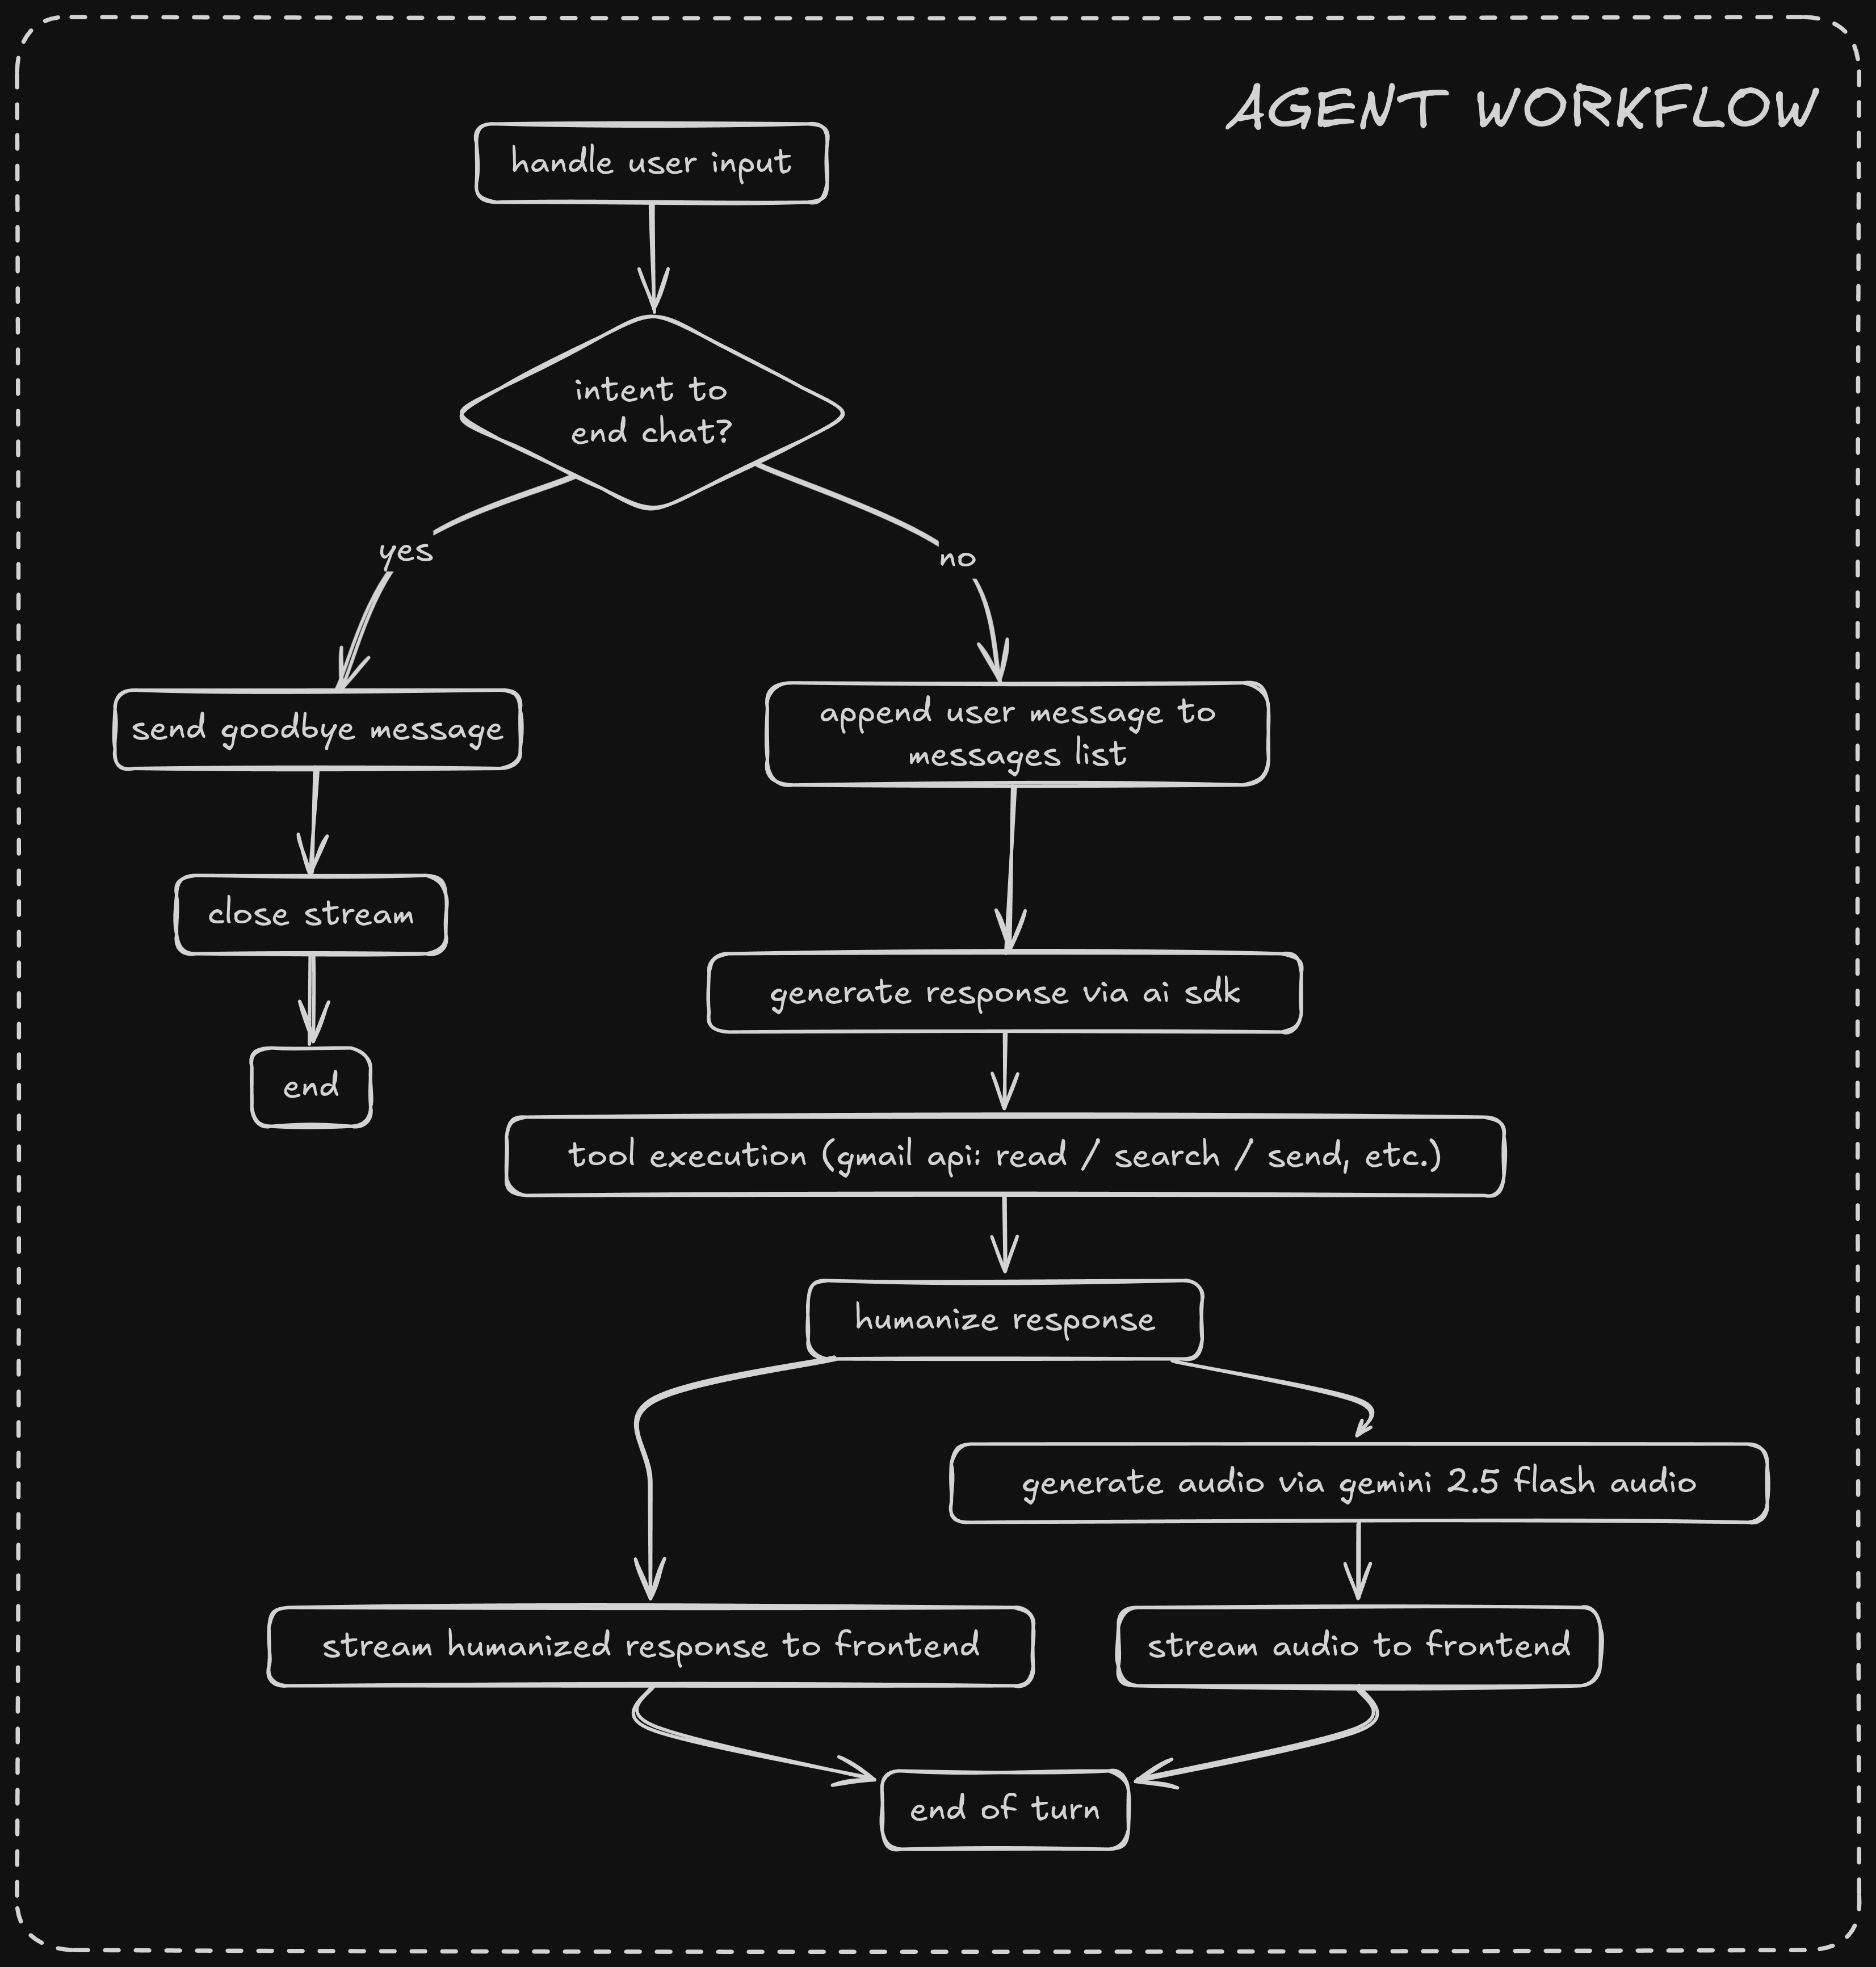 AGENT WORKFLOW
handle user input
intent to
end chat?
yes
no
send goodbye message
append user message to
messages list
close stream
generate response via ai sdk
end
tool execution (gmail api: read / search / send, etc.)
humanize response
generate audio via gemini 2.5 flash audio
stream humanized response to frontend
stream audio to frontend
end of turn